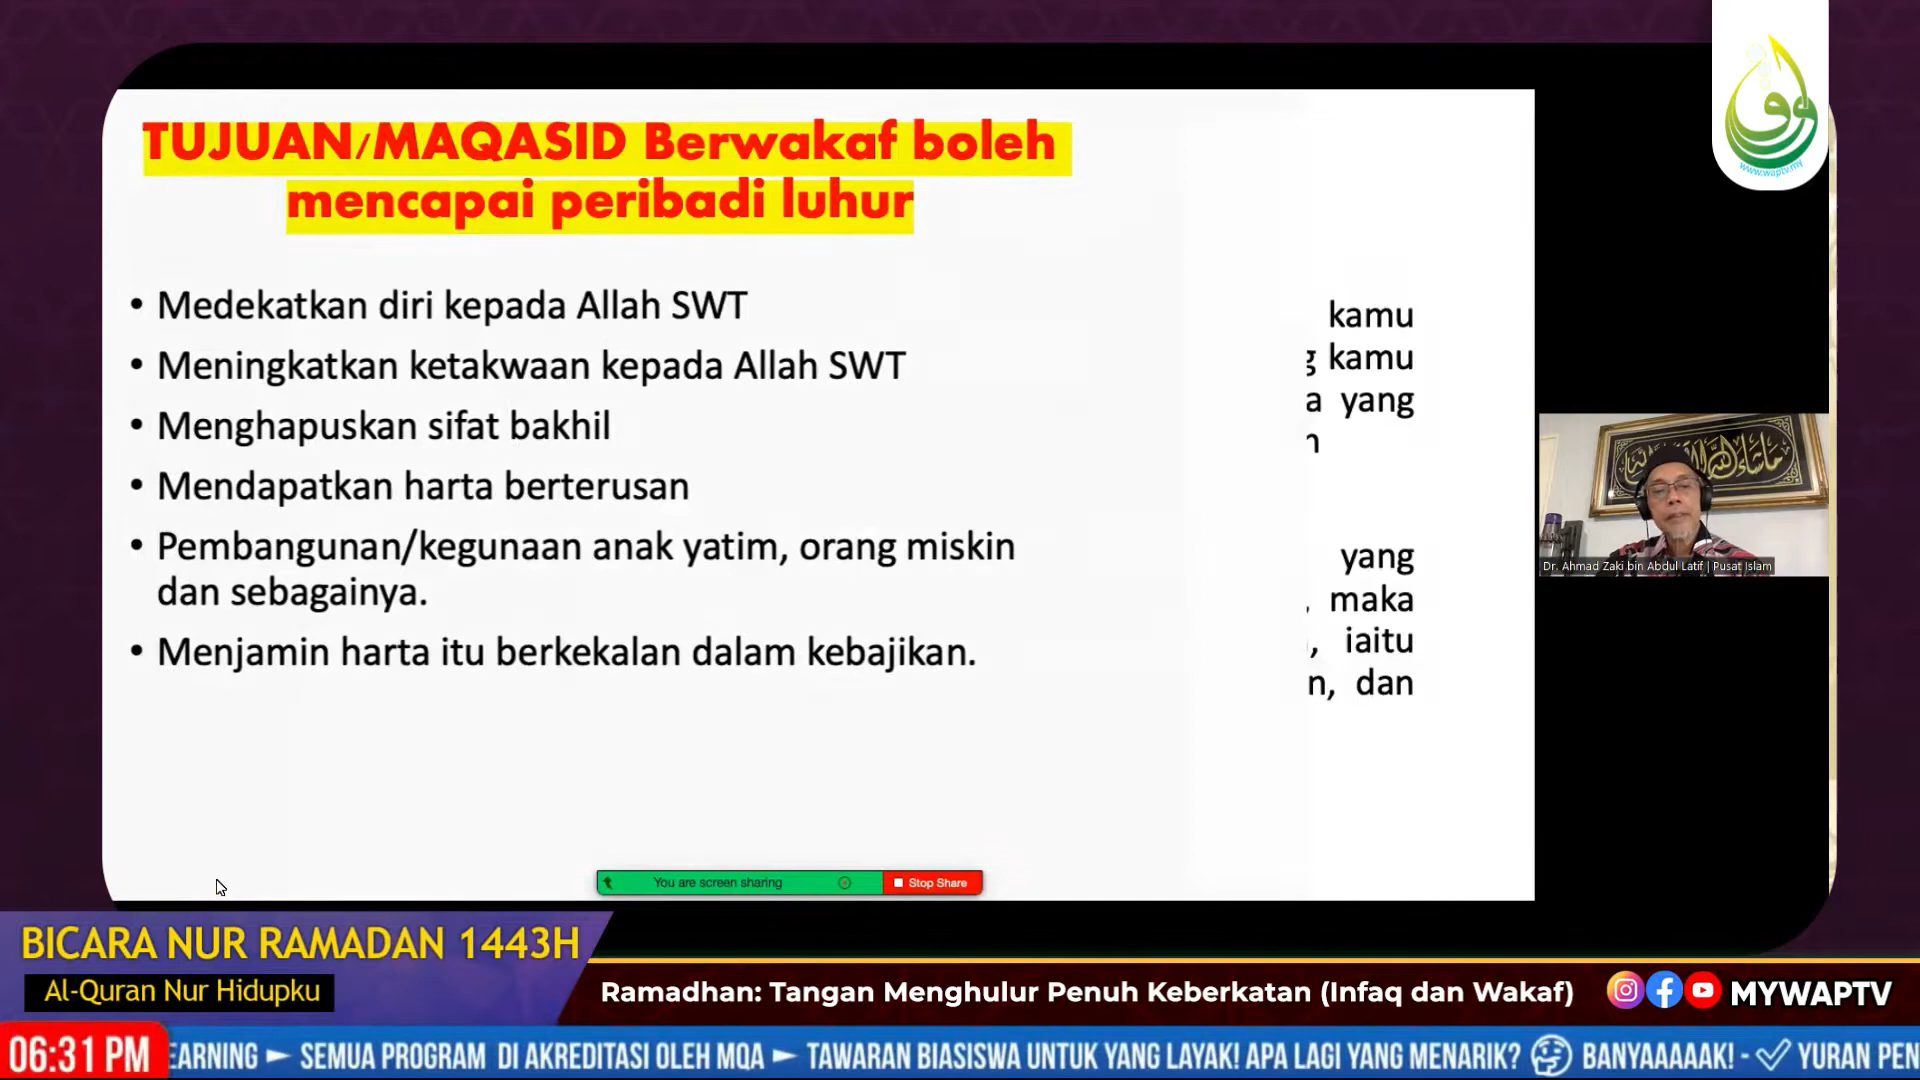 TUJUAN/MAQASID Berwakaf boleh
mencapai peribadi luhur
• Medekatkan diri kepada Allah SWT
• Meningkatkan ketakwaan kepada Allah SWT
• Menghapuskan sifat bakhil
• Mendapatkan harta berterusan
• Pembangunan/kegunaan anak yatim, orang miskin
dan sebagainya.
• Menjamin harta itu berkekalan dalam kebajikan.
kamu
kamu
a yang
n
yang
, maka
, iaitu
n, dan
www.waptv.my
Dr. Ahmad Zaki bin Abdul Latif | Pusat Islam
You are screen sharing
Stop Share
BICARA NUR RAMADAN 1443H
Al-Quran Nur Hidupku
Ramadhan: Tangan Menghulur Penuh Keberkatan (Infaq dan Wakaf)
MYWAPTV
06:31 PM
EARNING ► SEMUA PROGRAM DI AKREDITASI OLEH MQA ► TAWARAN BIASISWA UNTUK YANG LAYAK! APA LAGI YANG MENARIK? BANYAAAAAK! - YURAN PEN